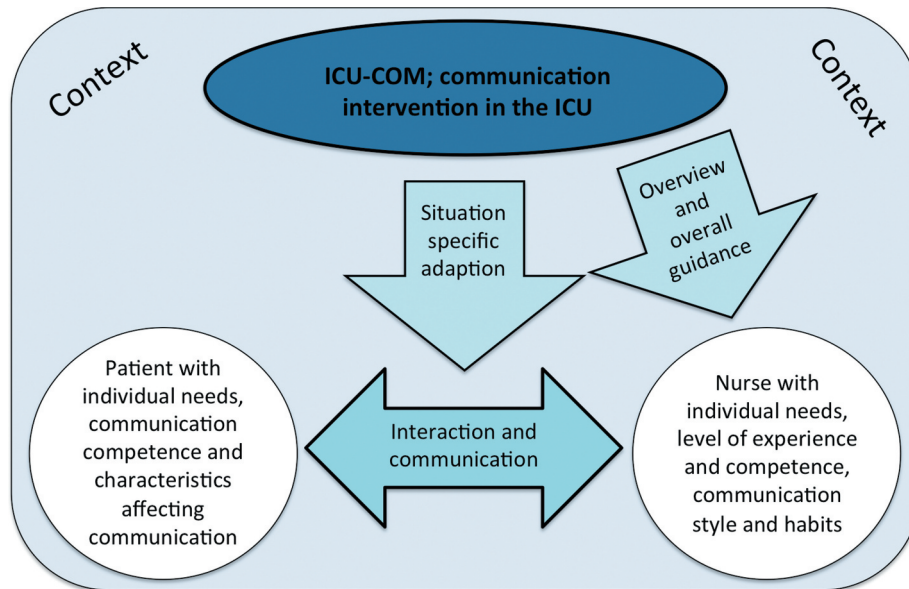 Context
Context
ICU-COM; communication
intervention in the ICU
Situation
specific
adaption
Overview
and
overall
guidance
Patient with
individual needs,
communication
competence and
characteristics
affecting
communication
Interaction and
communication
Nurse with
individual needs,
level of experience
and competence,
communication
style and habits